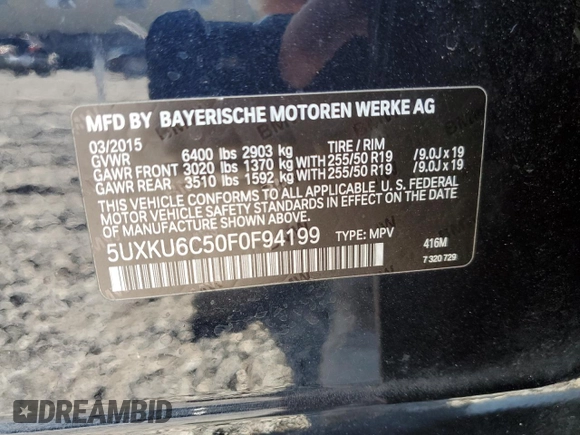 MFD BY BAYERISCHE MOTOREN WERKE AG
03/2015 TIRE / RIM
GVWR 6400 lbs 2903 kg
GAWR FRONT 3020 lbs 1370 kg WITH 255/50 R19 /9.0J x 19
GAWR REAR 3510 lbs 1592 kg WITH 255/50 R19 /9.0J x 19
THIS VEHICLE CONFORMS TO ALL APPLICABLE U. S. FEDERAL
MOTOR VEHICLE SAFETY STANDARDS IN EFFECT ON THE DATE
OF MANUFACTURE SHOWN ABOVE.
5UXKU6C50F0F94199 TYPE: MPV 416M
7 320 729
DREAMBID